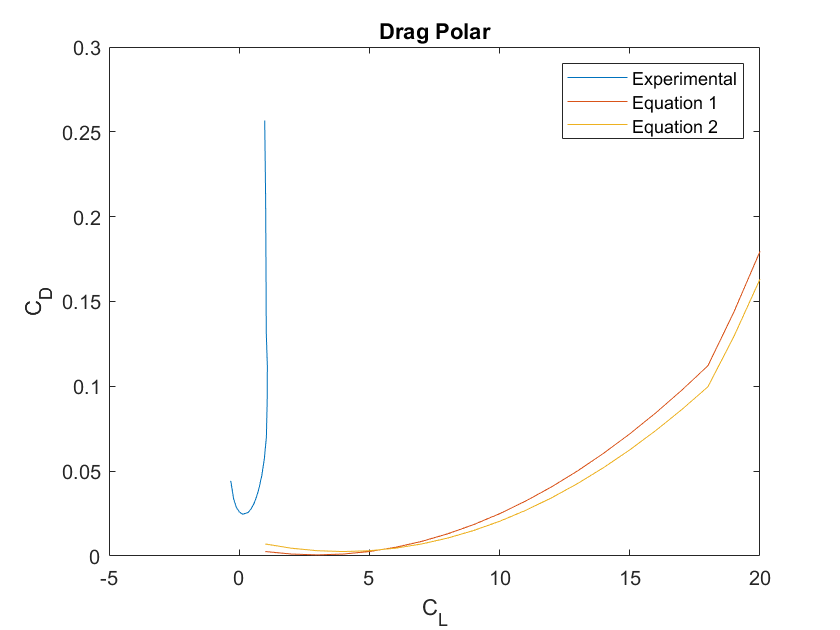 Drag Polar
0.3
0.25
0.2
0.15
0.1
0.05
0
C_D
Experimental
Equation 1
Equation 2
-5
0
5
10
15
20
C_L